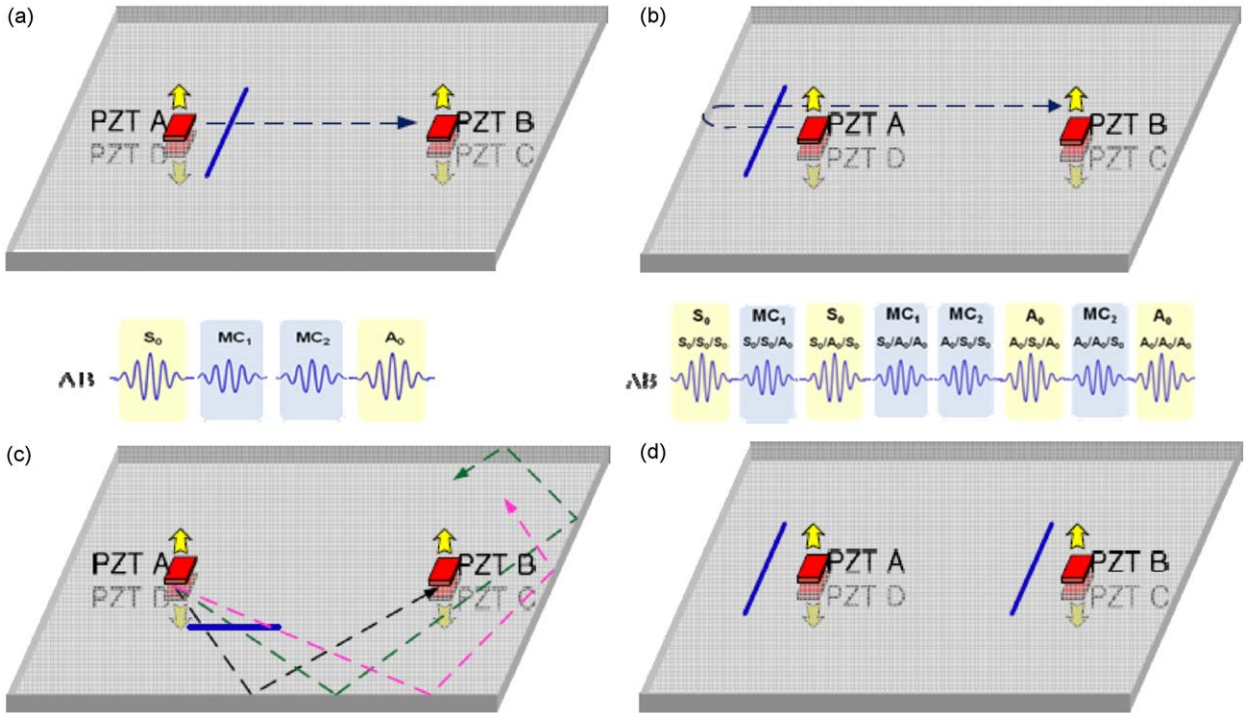 (a)
PZT A
PZT D
PZT B
PZT C
(b)
PZT A
PZT D
PZT B
PZT C
AB
S₀
MC₁
MC₂
A₀
AB
S₀ MC₁ S₀ MC₁ MC₂ A₀ MC₂ A₀
S₀/S₀/S₀ S₀/S₀/A₀ S₀/A₀/S₀ S₀/A₀/A₀ A₀/S₀/S₀ A₀/S₀/A₀ A₀/A₀/S₀ A₀/A₀/A₀
(c)
PZT A
PZT D
PZT B
PZT C
(d)
PZT A
PZT D
PZT B
PZT C